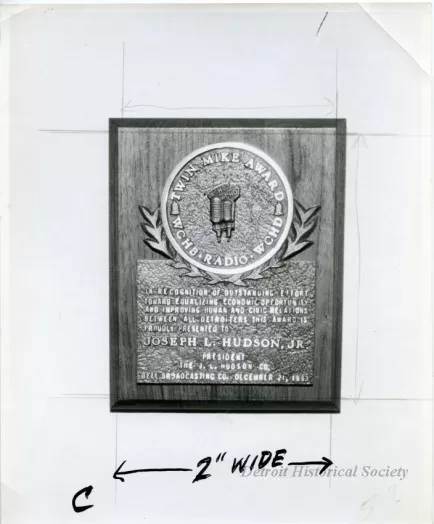 TWIN MIKE AWARD
WCHB · RADIO · WCHD
IN RECOGNITION OF OUTSTANDING EFFORT
TOWARD EQUALIZING ECONOMIC OPPORTUNITY
AND IMPROVING HUMAN AND CIVIC RELATIONS
BETWEEN ALL DETROITERS THIS AWARD IS
PROUDLY PRESENTED TO
JOSEPH L. HUDSON, JR.
PRESIDENT
THE J. L. HUDSON CO.
BELL BROADCASTING CO. DECEMBER 21,
2" WIDE
Detroit Historical Society
C